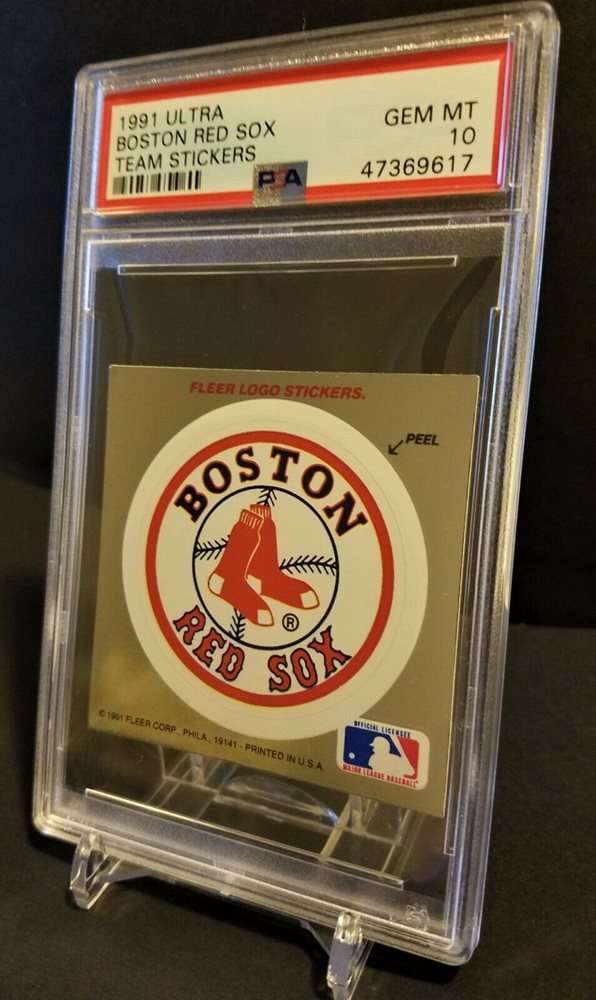 1991 ULTRA
BOSTON RED SOX
TEAM STICKERS
GEM MT
10
47369617
PSA
FLEER LOGO STICKERS.
PEEL
BOSTON
®
RED SOX
© 1991 FLEER CORP., PHILA., 19141 - PRINTED IN U.S.A.
OFFICIAL LICENSEE
MAJOR LEAGUE BASEBALL